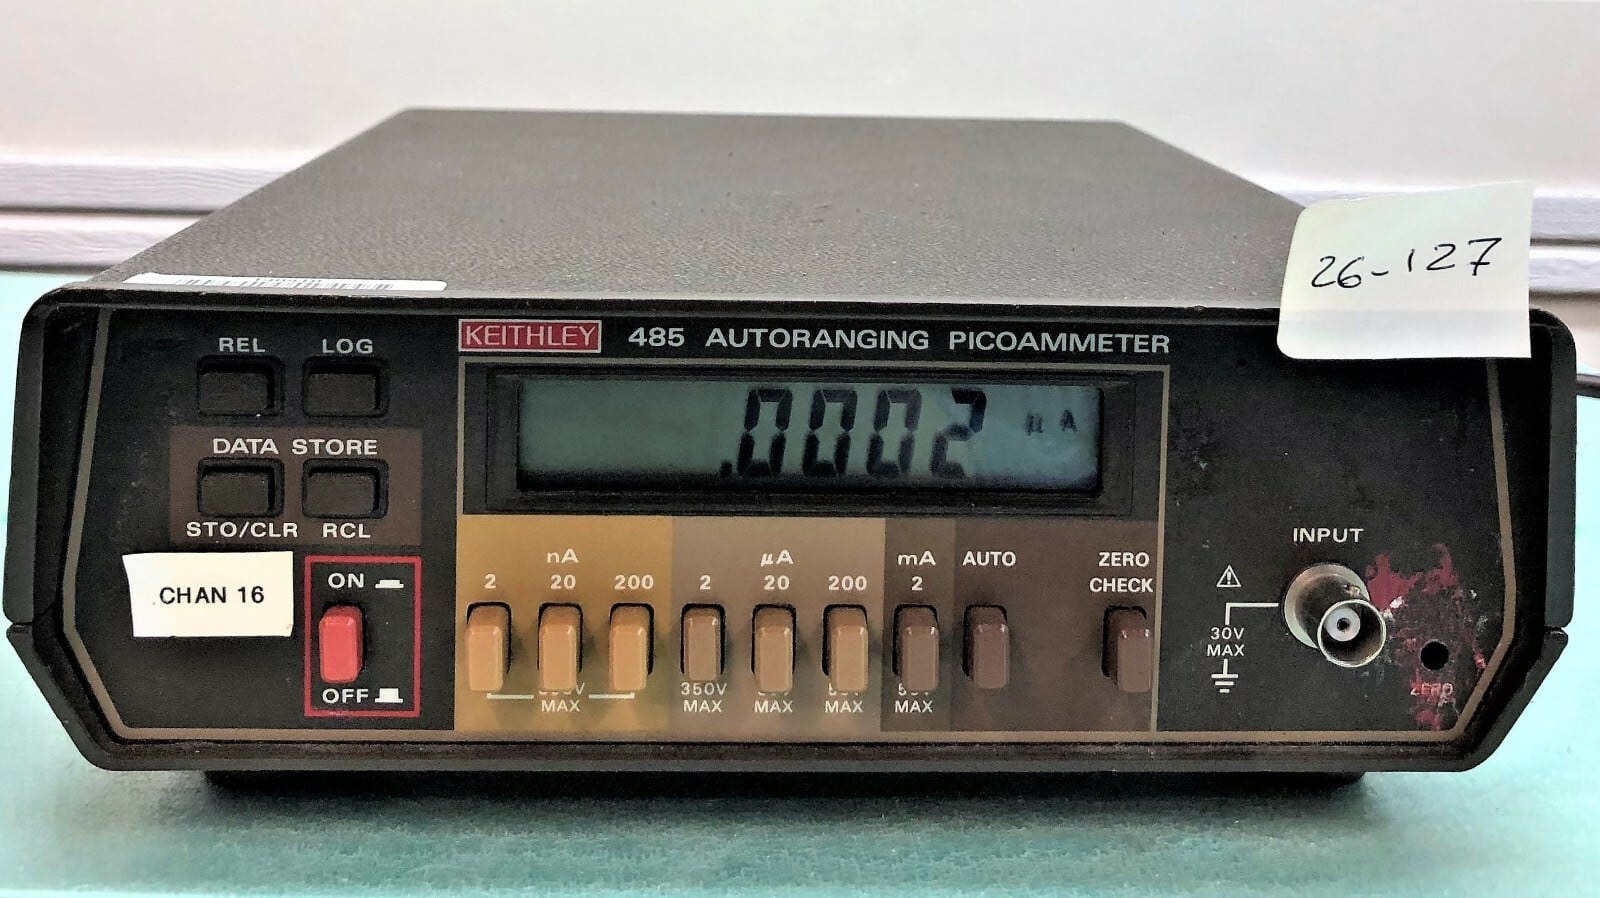 26-127
KEITHLEY 485 AUTORANGING PICOAMMETER
REL LOG
.0002 µA
DATA STORE
STO/CLR RCL
CHAN 16
ON
OFF
nA µA mA AUTO ZERO
2 20 200 2 20 200 2 CHECK
MAX 350V MAX MAX MAX MAX
INPUT
30V
MAX
ZERO